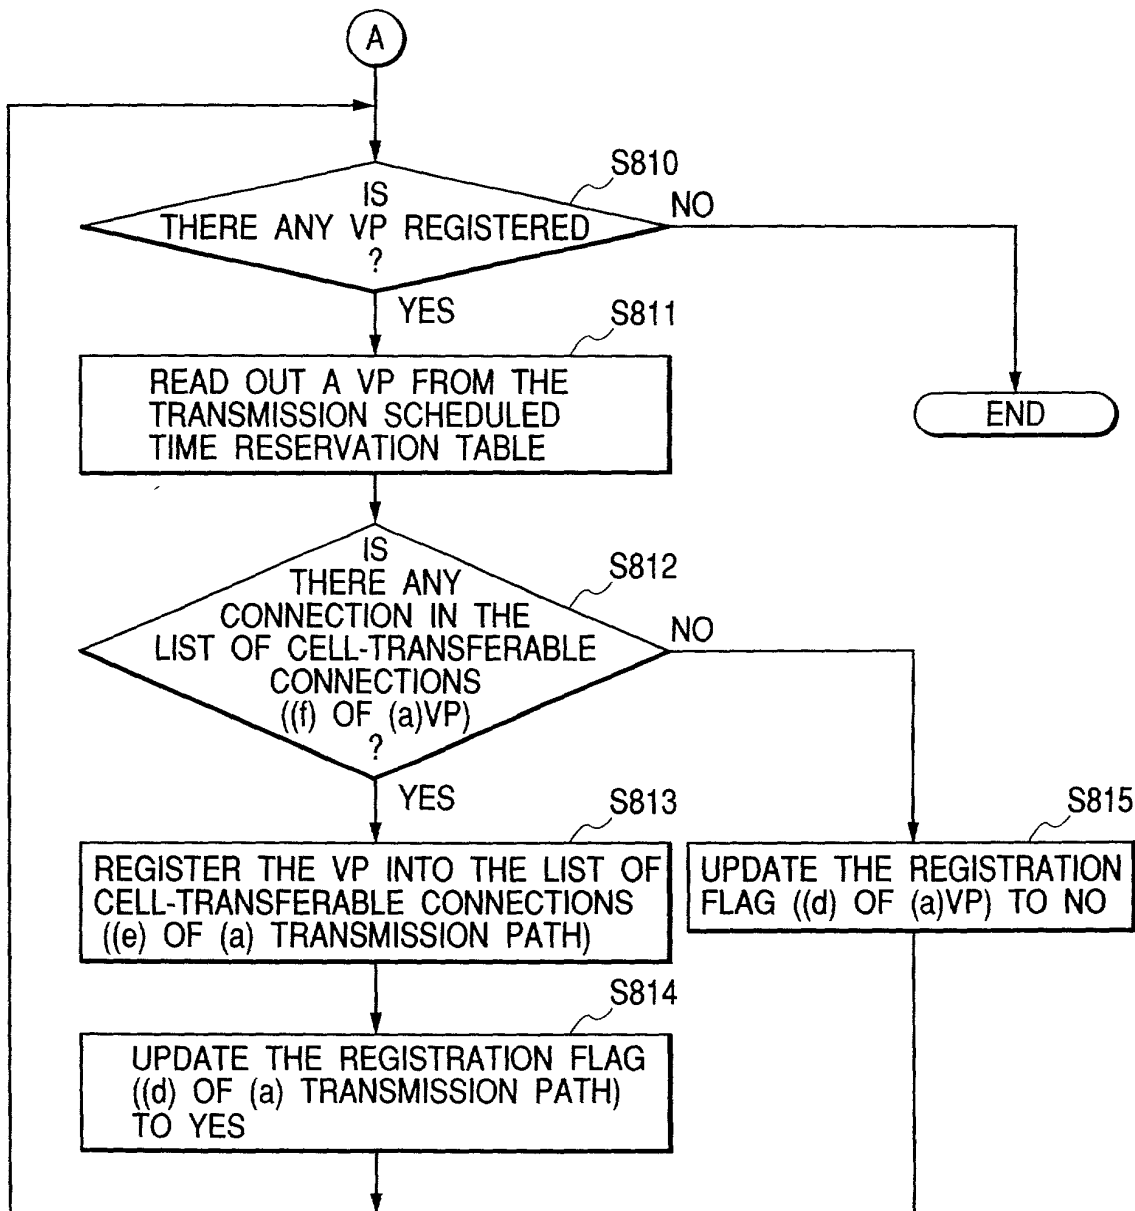 A
S810
IS
THERE ANY VP REGISTERED
?
NO
YES
S811
READ OUT A VP FROM THE
TRANSMISSION SCHEDULED
TIME RESERVATION TABLE
END
S812
IS
THERE ANY
CONNECTION IN THE
LIST OF CELL-TRANSFERABLE
CONNECTIONS
((f) OF (a)VP)
?
NO
YES
S813
REGISTER THE VP INTO THE LIST OF
CELL-TRANSFERABLE CONNECTIONS
((e) OF (a) TRANSMISSION PATH)
S815
UPDATE THE REGISTRATION
FLAG ((d) OF (a)VP) TO NO
S814
UPDATE THE REGISTRATION FLAG
((d) OF (a) TRANSMISSION PATH)
TO YES